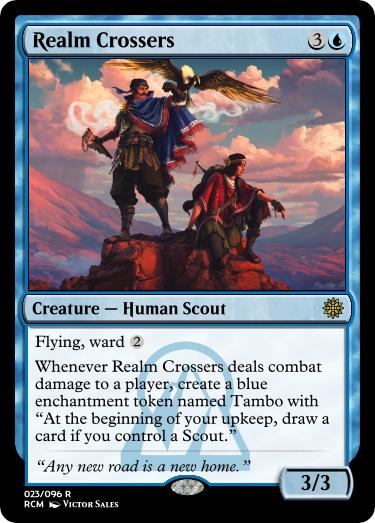 Realm Crossers 3
Creature — Human Scout
Flying, ward 2
Whenever Realm Crossers deals combat
damage to a player, create a blue
enchantment token named Tambo with
“At the beginning of your upkeep, draw a
card if you control a Scout.”
“Any new road is a new home.”
3/3
023/096 R
RCM Victor Sales